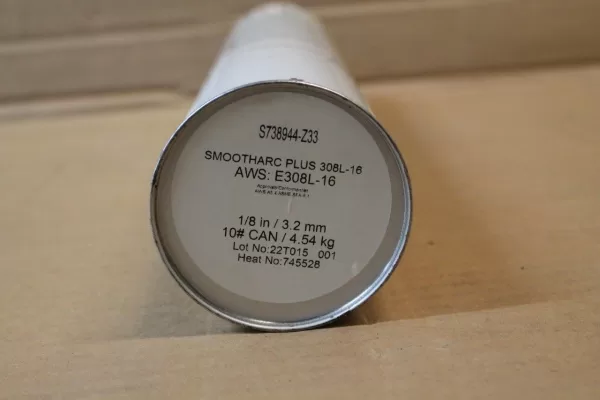 S738944-Z33
SMOOTHARC PLUS 308L-16
AWS: E308L-16
1/8 in / 3.2 mm
10# CAN / 4.54 kg
Lot No:22T015 001
Heat No:745528